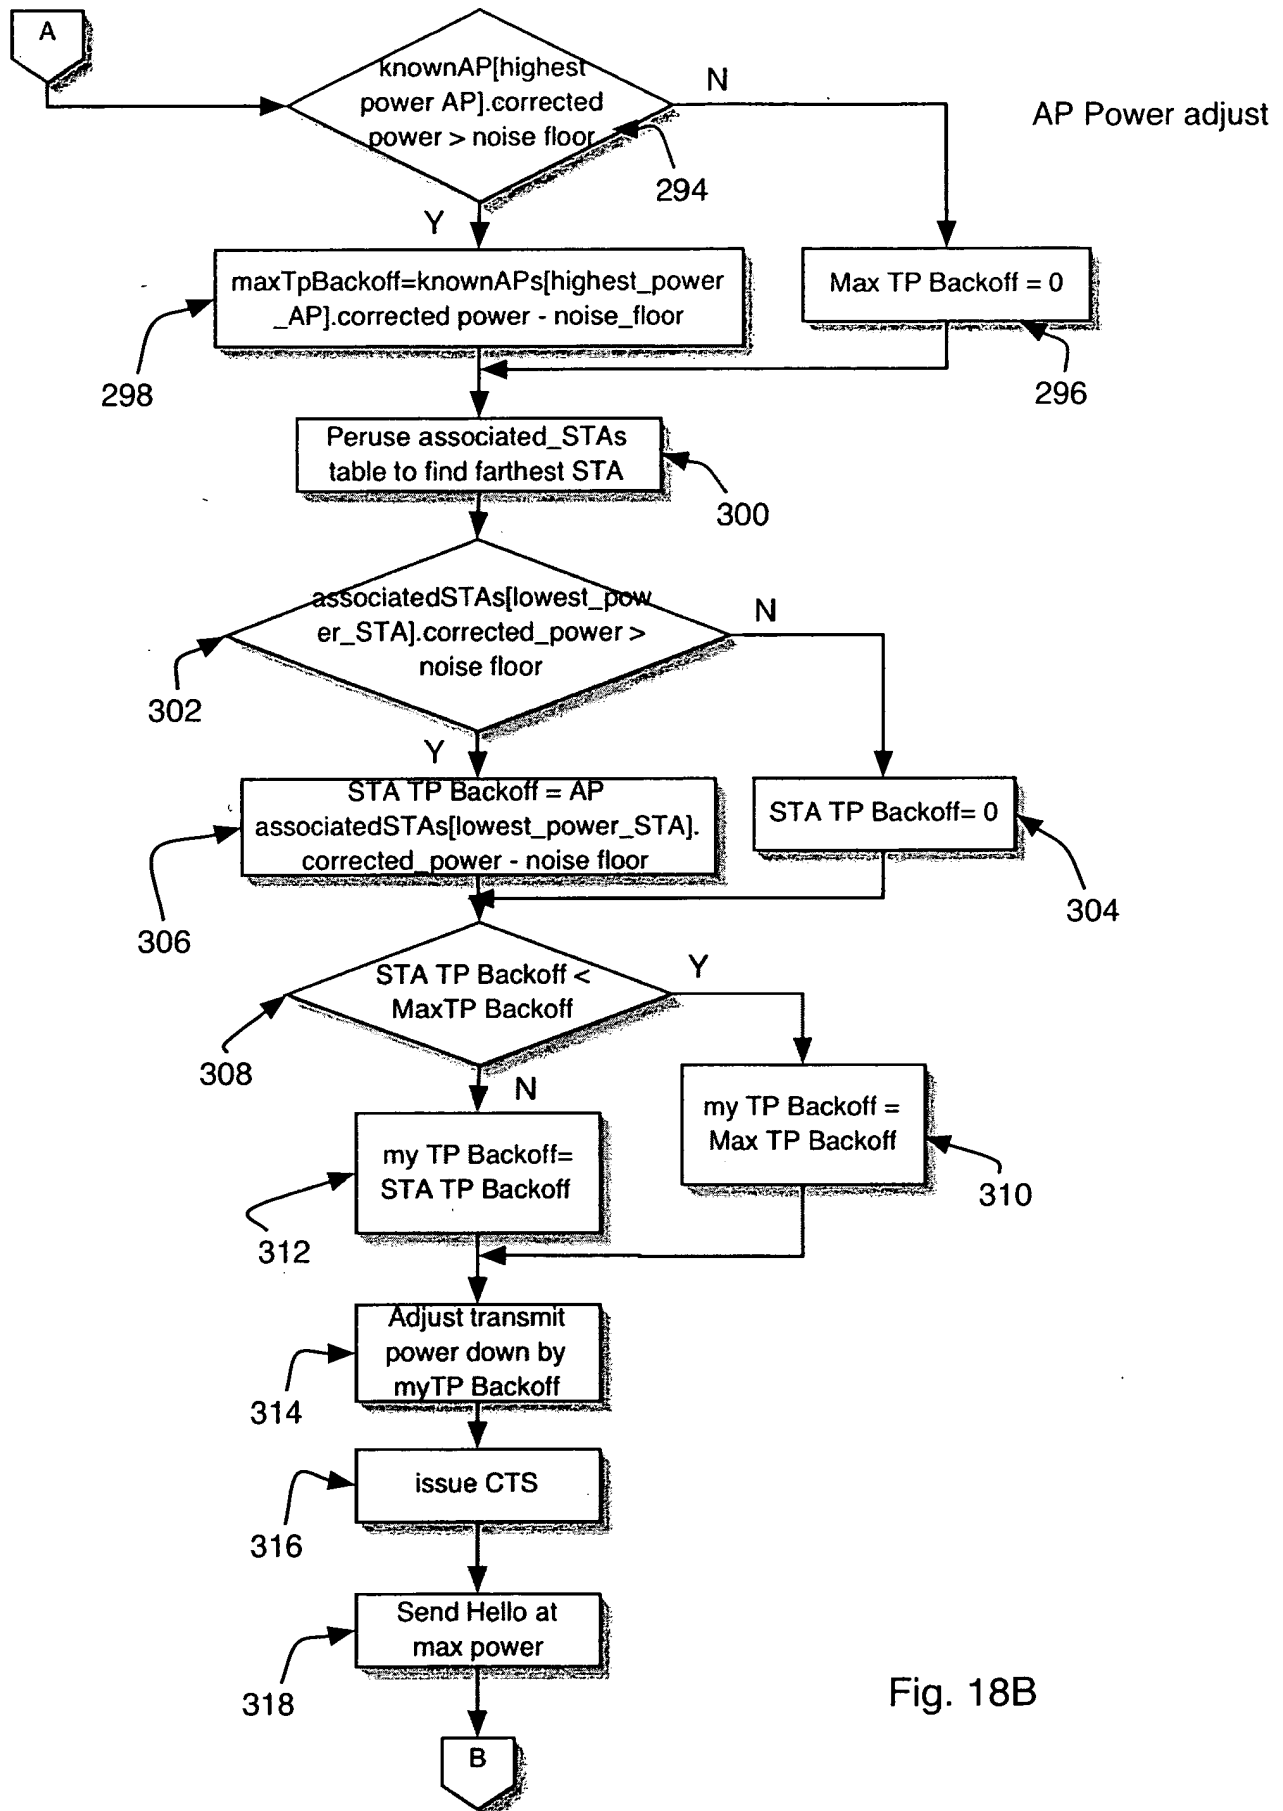 A
knownAP[highest
power AP].corrected
power > noise floor
N
AP Power adjust
294
Y
maxTpBackoff=knownAPs[highest_power
_AP].corrected power - noise_floor
Max TP Backoff = 0
298
296
Peruse associated_STAs
table to find farthest STA
300
associatedSTAs[lowest_pow
er_STA].corrected_power >
noise floor
N
302
Y
STA TP Backoff = AP
associatedSTAs[lowest_power_STA].
corrected_power - noise floor
STA TP Backoff= 0
306
304
STA TP Backoff <
MaxTP Backoff
Y
308
N
my TP Backoff =
Max TP Backoff
my TP Backoff=
STA TP Backoff
310
312
Adjust transmit
power down by
myTP Backoff
314
issue CTS
316
Send Hello at
max power
318
Fig. 18B
B